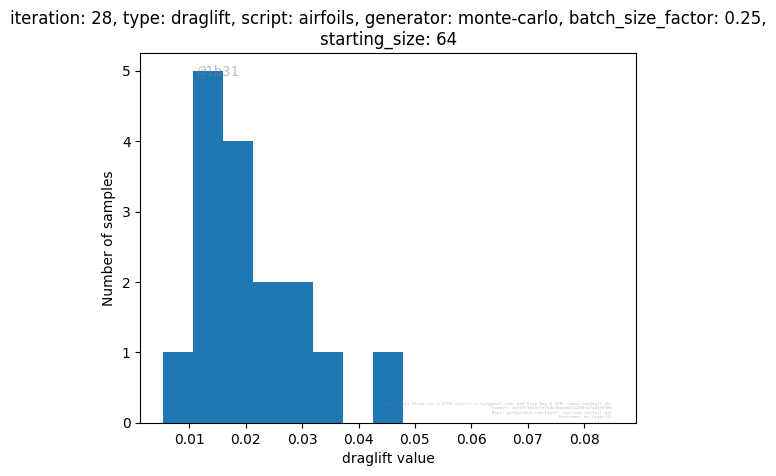 iteration: 28, type: draglift, script: airfoils, generator: monte-carlo, batch_size_factor: 0.25,
starting_size: 64
@1b31
5
4
3
2
1
0
Number of samples
0.01 0.02 0.03 0.04 0.05 0.06 0.07 0.08
draglift value